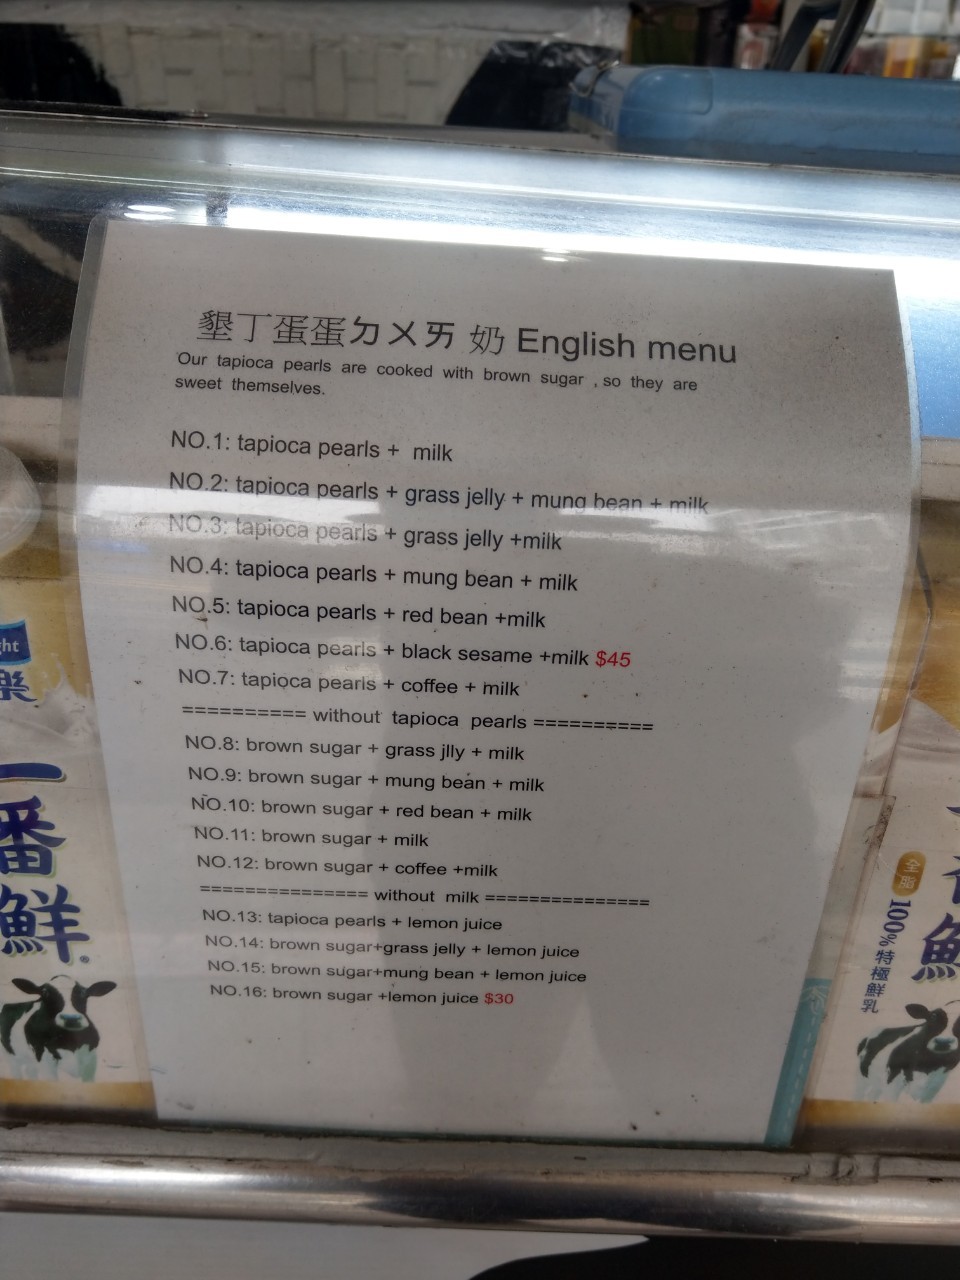 墾丁蛋蛋ㄉㄨㄞ 奶 English menu
Our tapioca pearls are cooked with brown sugar , so they are
sweet themselves.
NO.1: tapioca pearls + milk
NO.2: tapioca pearls + grass jelly + mung bean + milk
NO.3: tapioca pearls + grass jelly +milk
NO.4: tapioca pearls + mung bean + milk
NO.5: tapioca pearls + red bean +milk
NO.6: tapioca pearls + black sesame +milk $45
NO.7: tapioca pearls + coffee + milk
========== without tapioca pearls ==========
NO.8: brown sugar + grass jlly + milk
NO.9: brown sugar + mung bean + milk
NO.10: brown sugar + red bean + milk
NO.11: brown sugar + milk
NO.12: brown sugar + coffee +milk
=============== without milk ===============
NO.13: tapioca pearls + lemon juice
NO.14: brown sugar+grass jelly + lemon juice
NO.15: brown sugar+mung bean + lemon juice
NO.16: brown sugar +lemon juice $30
ght
樂
一番鮮®
全脂
100%特極鮮乳